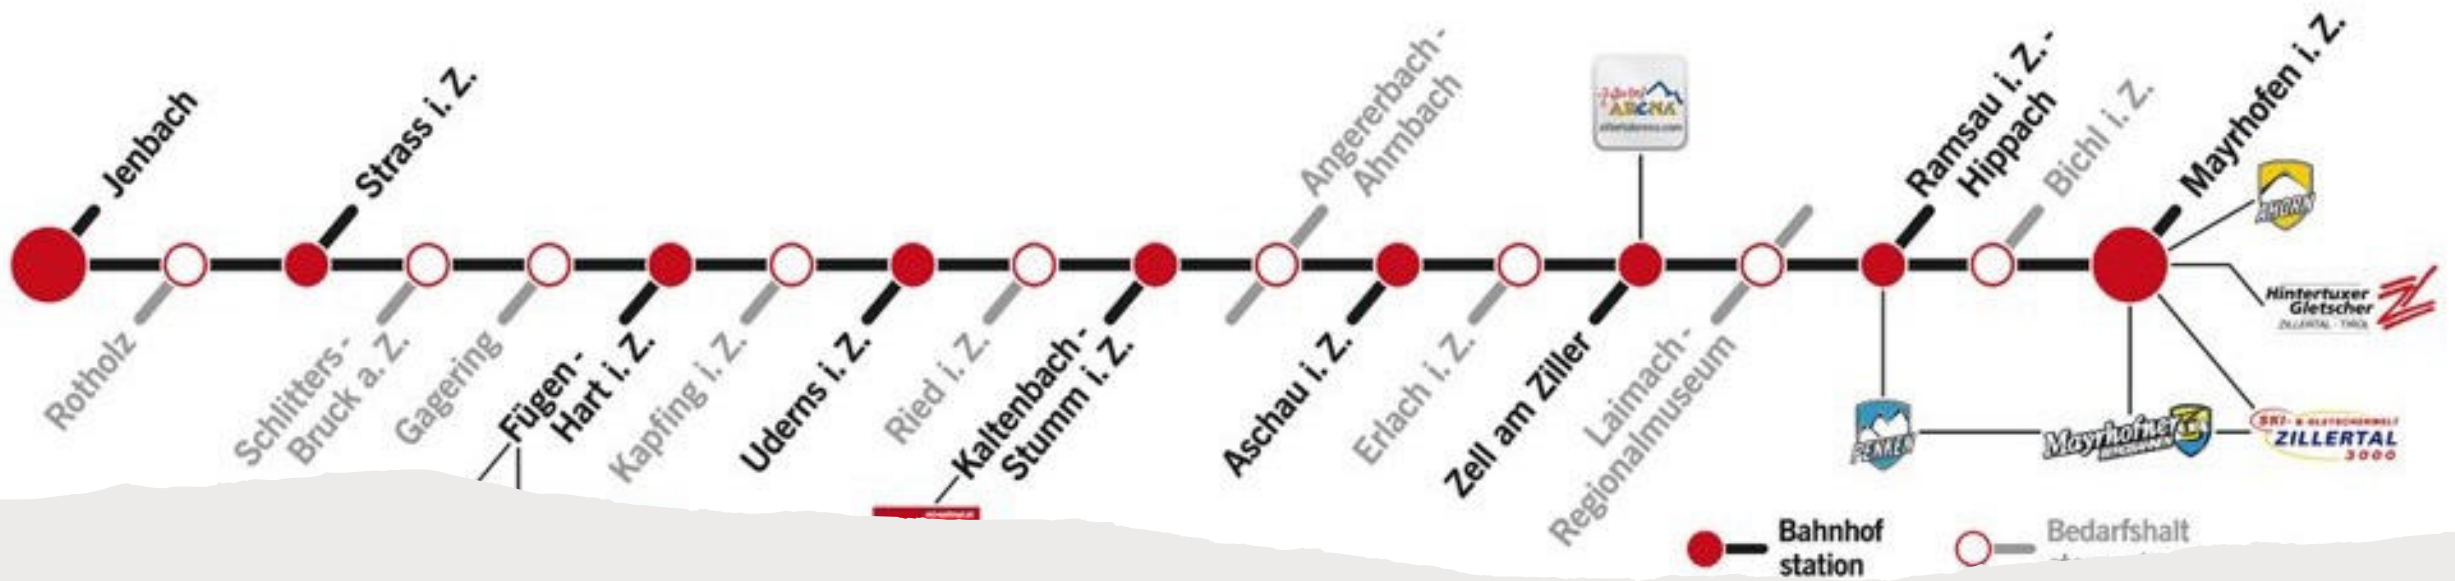 Jenbach
Rotholz
Strass i. Z.
Schlitters -
Bruck a. Z.
Gagering
Fügen -
Hart i. Z.
Kapfing i. Z.
Uderns i. Z.
Ried i. Z.
Kaltenbach -
Stumm i. Z.
Angererbach -
Ahrnbach
Aschau i. Z.
Erlach i. Z.
ARENA
Zell am Ziller
Laimach -
Regionalmuseum
Ramsau i. Z. -
Hippach
Bichl i. Z.
Mayrhofen i. Z.
AHORN
Hintertuxer
Gletscher
ZILLERTAL - TIROL
PENKEN
Mayrhofner
SKI- & GLETSCHERWELT
ZILLERTAL
3000
Bahnhof
station
Bedarfshalt